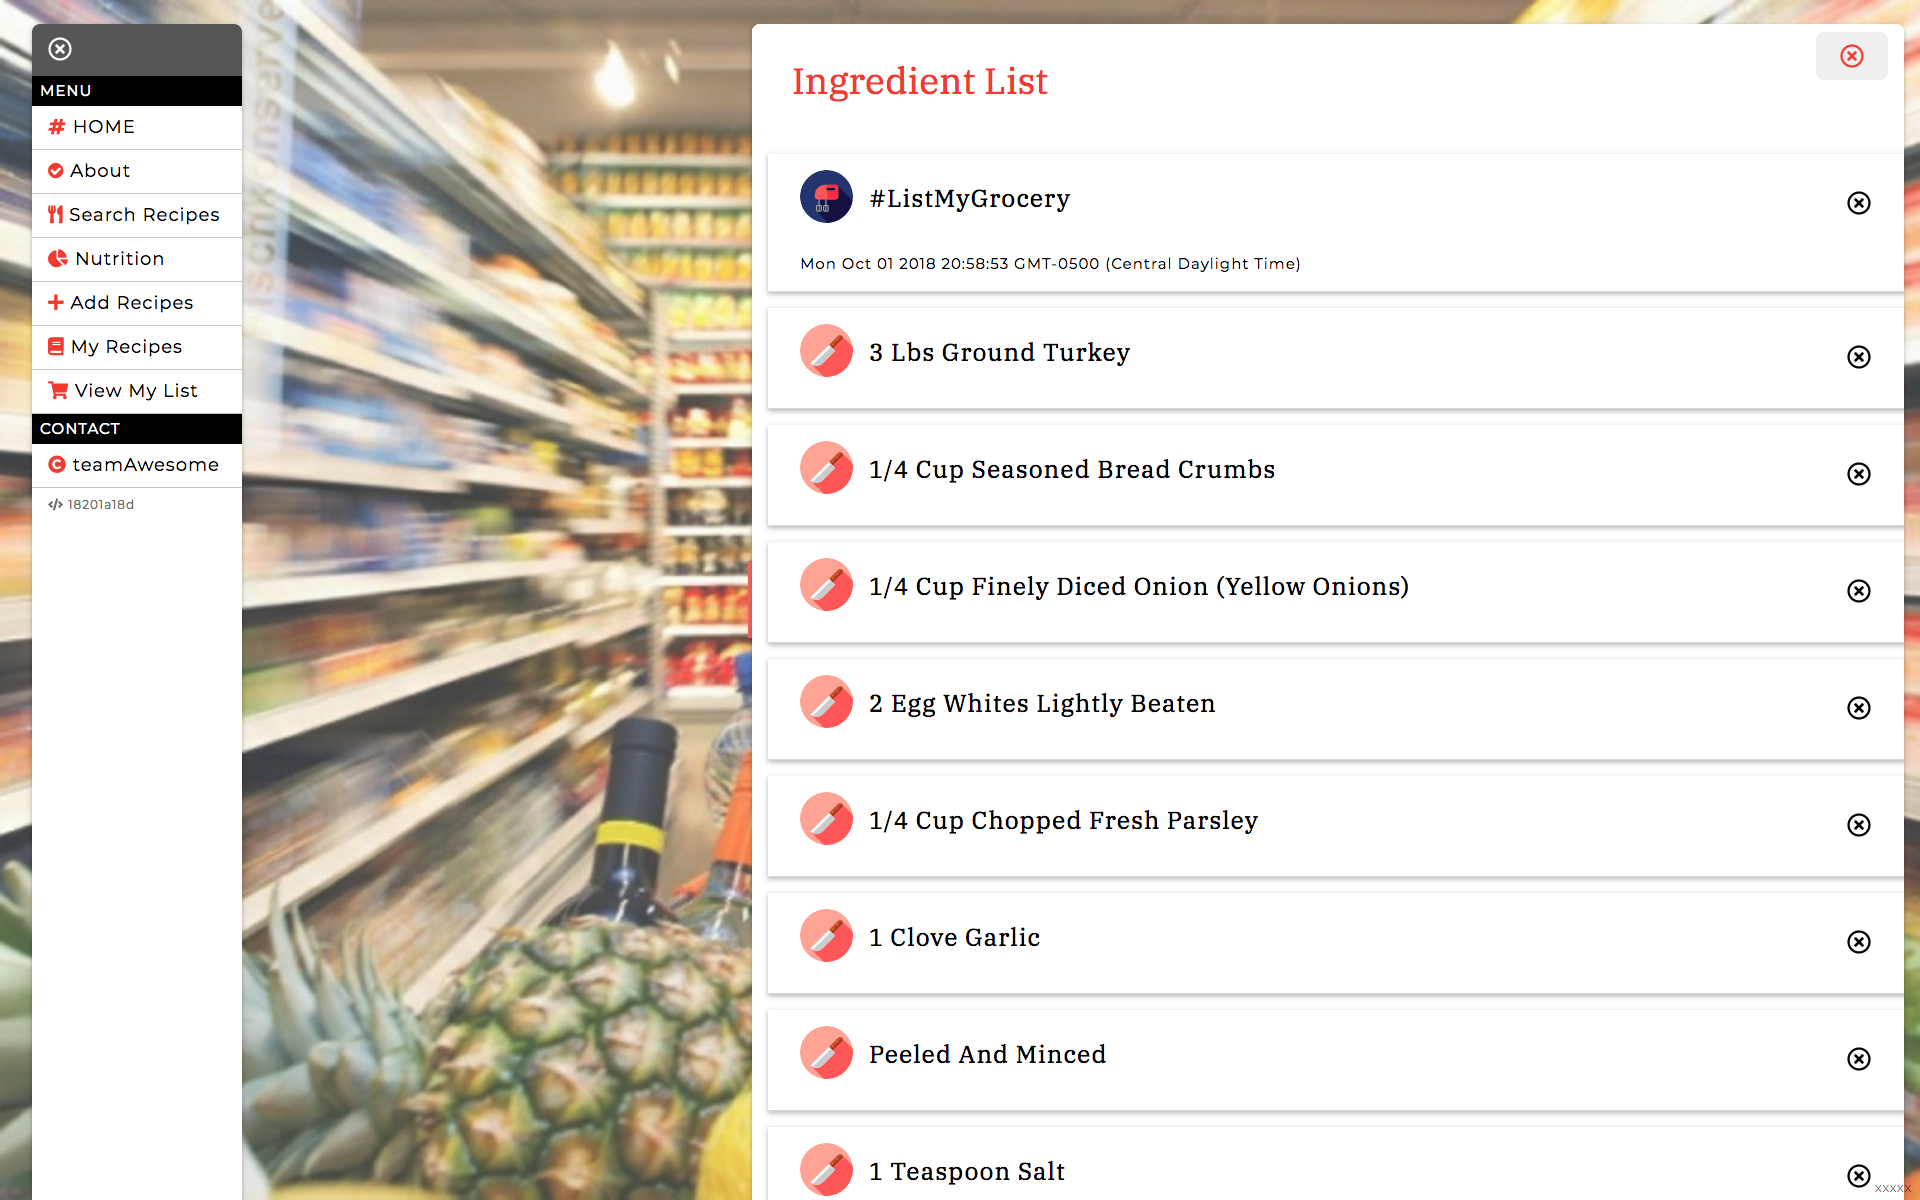 MENU
# HOME
About
Search Recipes
Nutrition
Add Recipes
My Recipes
View My List
CONTACT
teamAwesome
</> 18201a18d
Ingredient List
#ListMyGrocery
Mon Oct 01 2018 20:58:53 GMT-0500 (Central Daylight Time)
3 Lbs Ground Turkey
1/4 Cup Seasoned Bread Crumbs
1/4 Cup Finely Diced Onion (Yellow Onions)
2 Egg Whites Lightly Beaten
1/4 Cup Chopped Fresh Parsley
1 Clove Garlic
Peeled And Minced
1 Teaspoon Salt
xxxxx